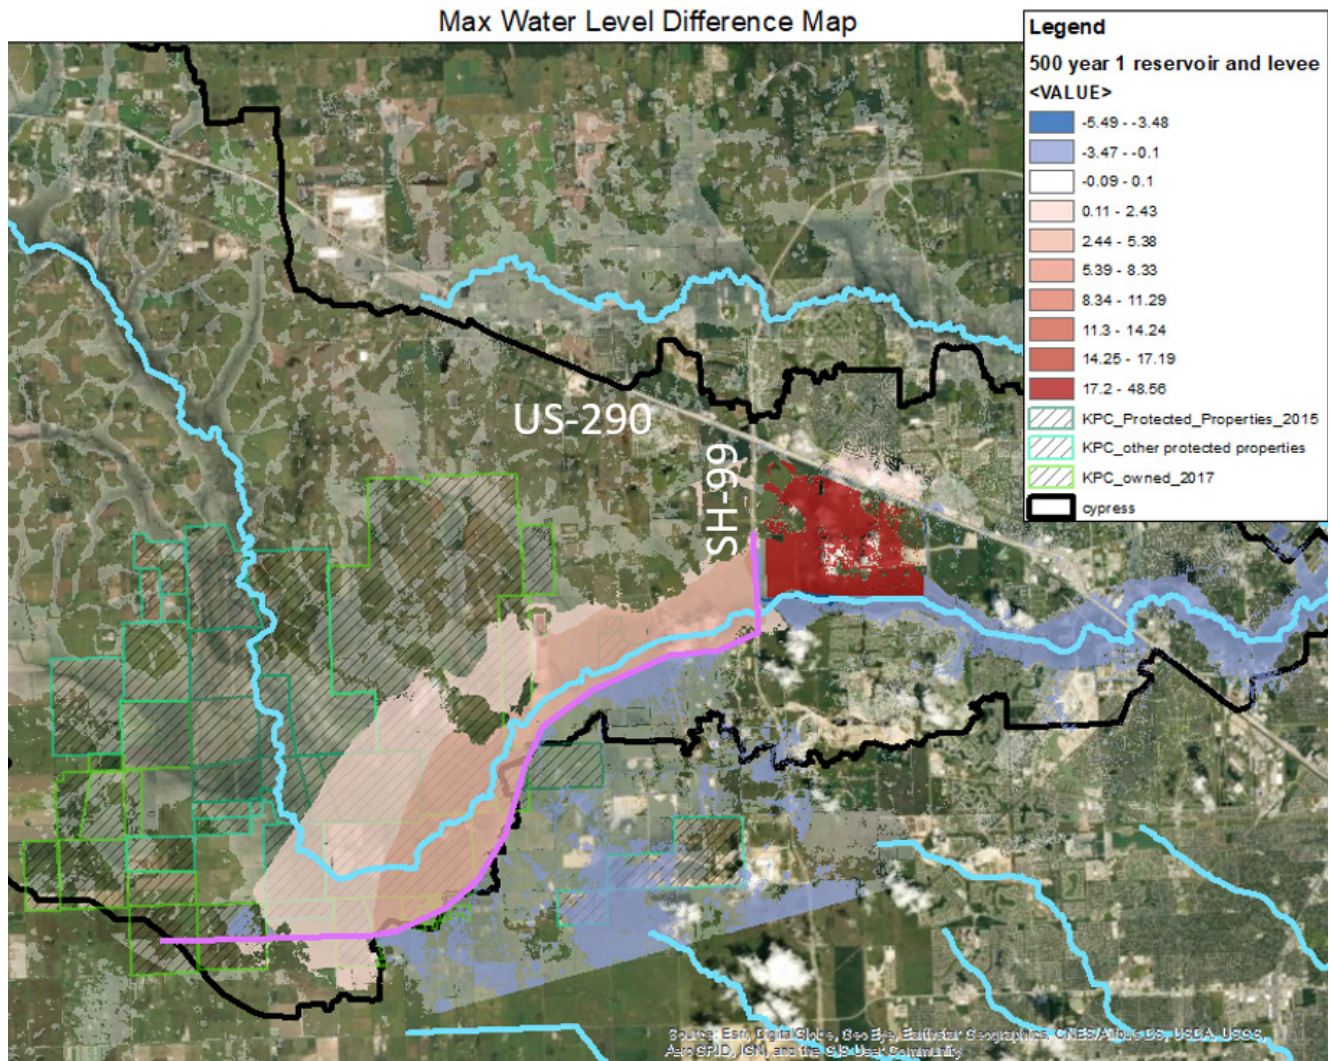 Max Water Level Difference Map
Legend
500 year 1 reservoir and levee
<VALUE>
-5.49 - -3.48
-3.47 - -0.1
-0.09 - 0.1
0.11 - 2.43
2.44 - 5.38
5.39 - 8.33
8.34 - 11.29
11.3 - 14.24
14.25 - 17.19
17.2 - 48.56
KPC_Protected_Properties_2015
KPC_other protected properties
KPC_owned_2017
cypress
US-290
SH-99
Source: Esri, DigitalGlobe, GeoEye, Earthstar Geographics, CNES/Airbus DS, USDA, USGS,
AeroGRID, IGN, and the GIS User Community